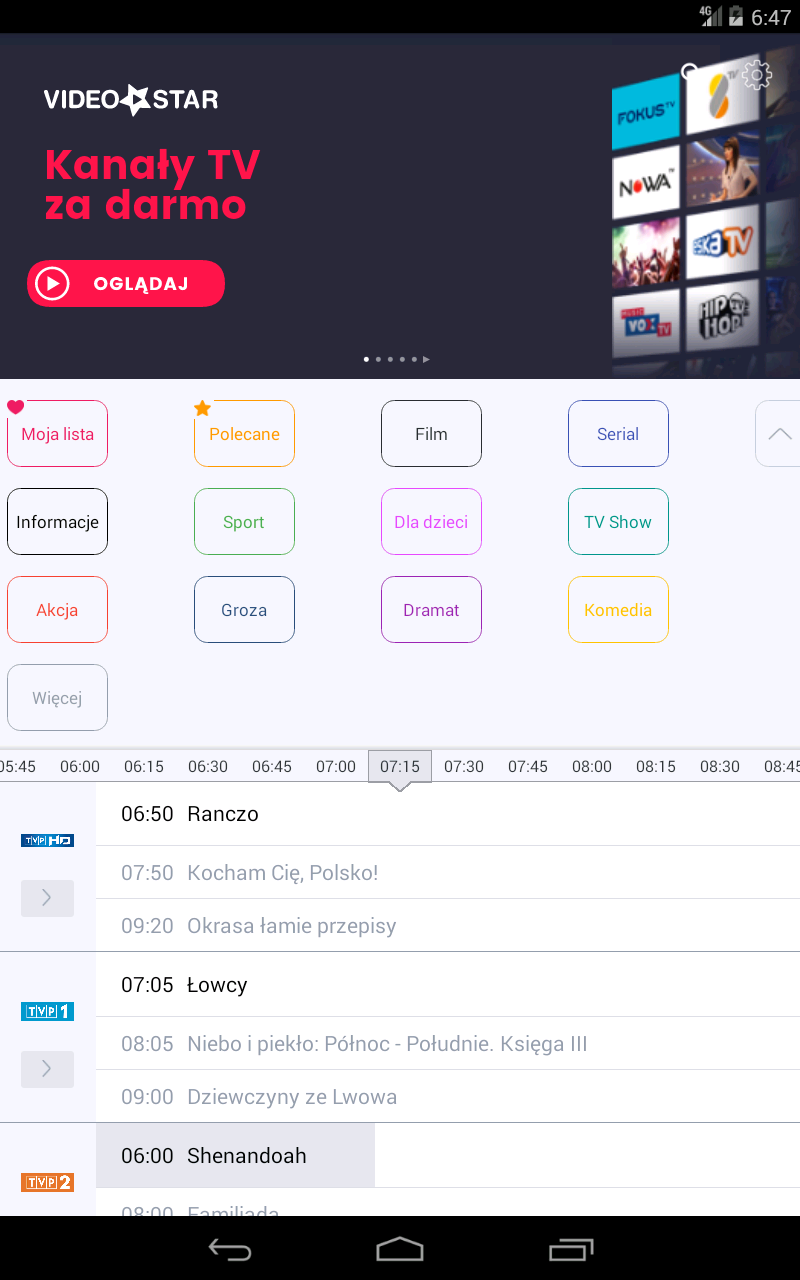 4G 6:47
VIDEO STAR
Kanały TV
za darmo
OGLĄDAJ
FOKUS TV
TV
NOWA TV
ESKA TV
VOX TV
HIP HOP TV
Moja lista
Polecane
Film
Serial
Informacje
Sport
Dla dzieci
TV Show
Akcja
Groza
Dramat
Komedia
Więcej
05:45 06:00 06:15 06:30 06:45 07:00 07:15 07:30 07:45 08:00 08:15 08:30 08:45
TVP HD
06:50 Ranczo
07:50 Kocham Cię, Polsko!
09:20 Okrasa łamie przepisy
TVP 1
07:05 Łowcy
08:05 Niebo i piekło: Północ - Południe. Księga III
09:00 Dziewczyny ze Lwowa
TVP 2
06:00 Shenandoah
08:00 Familiada